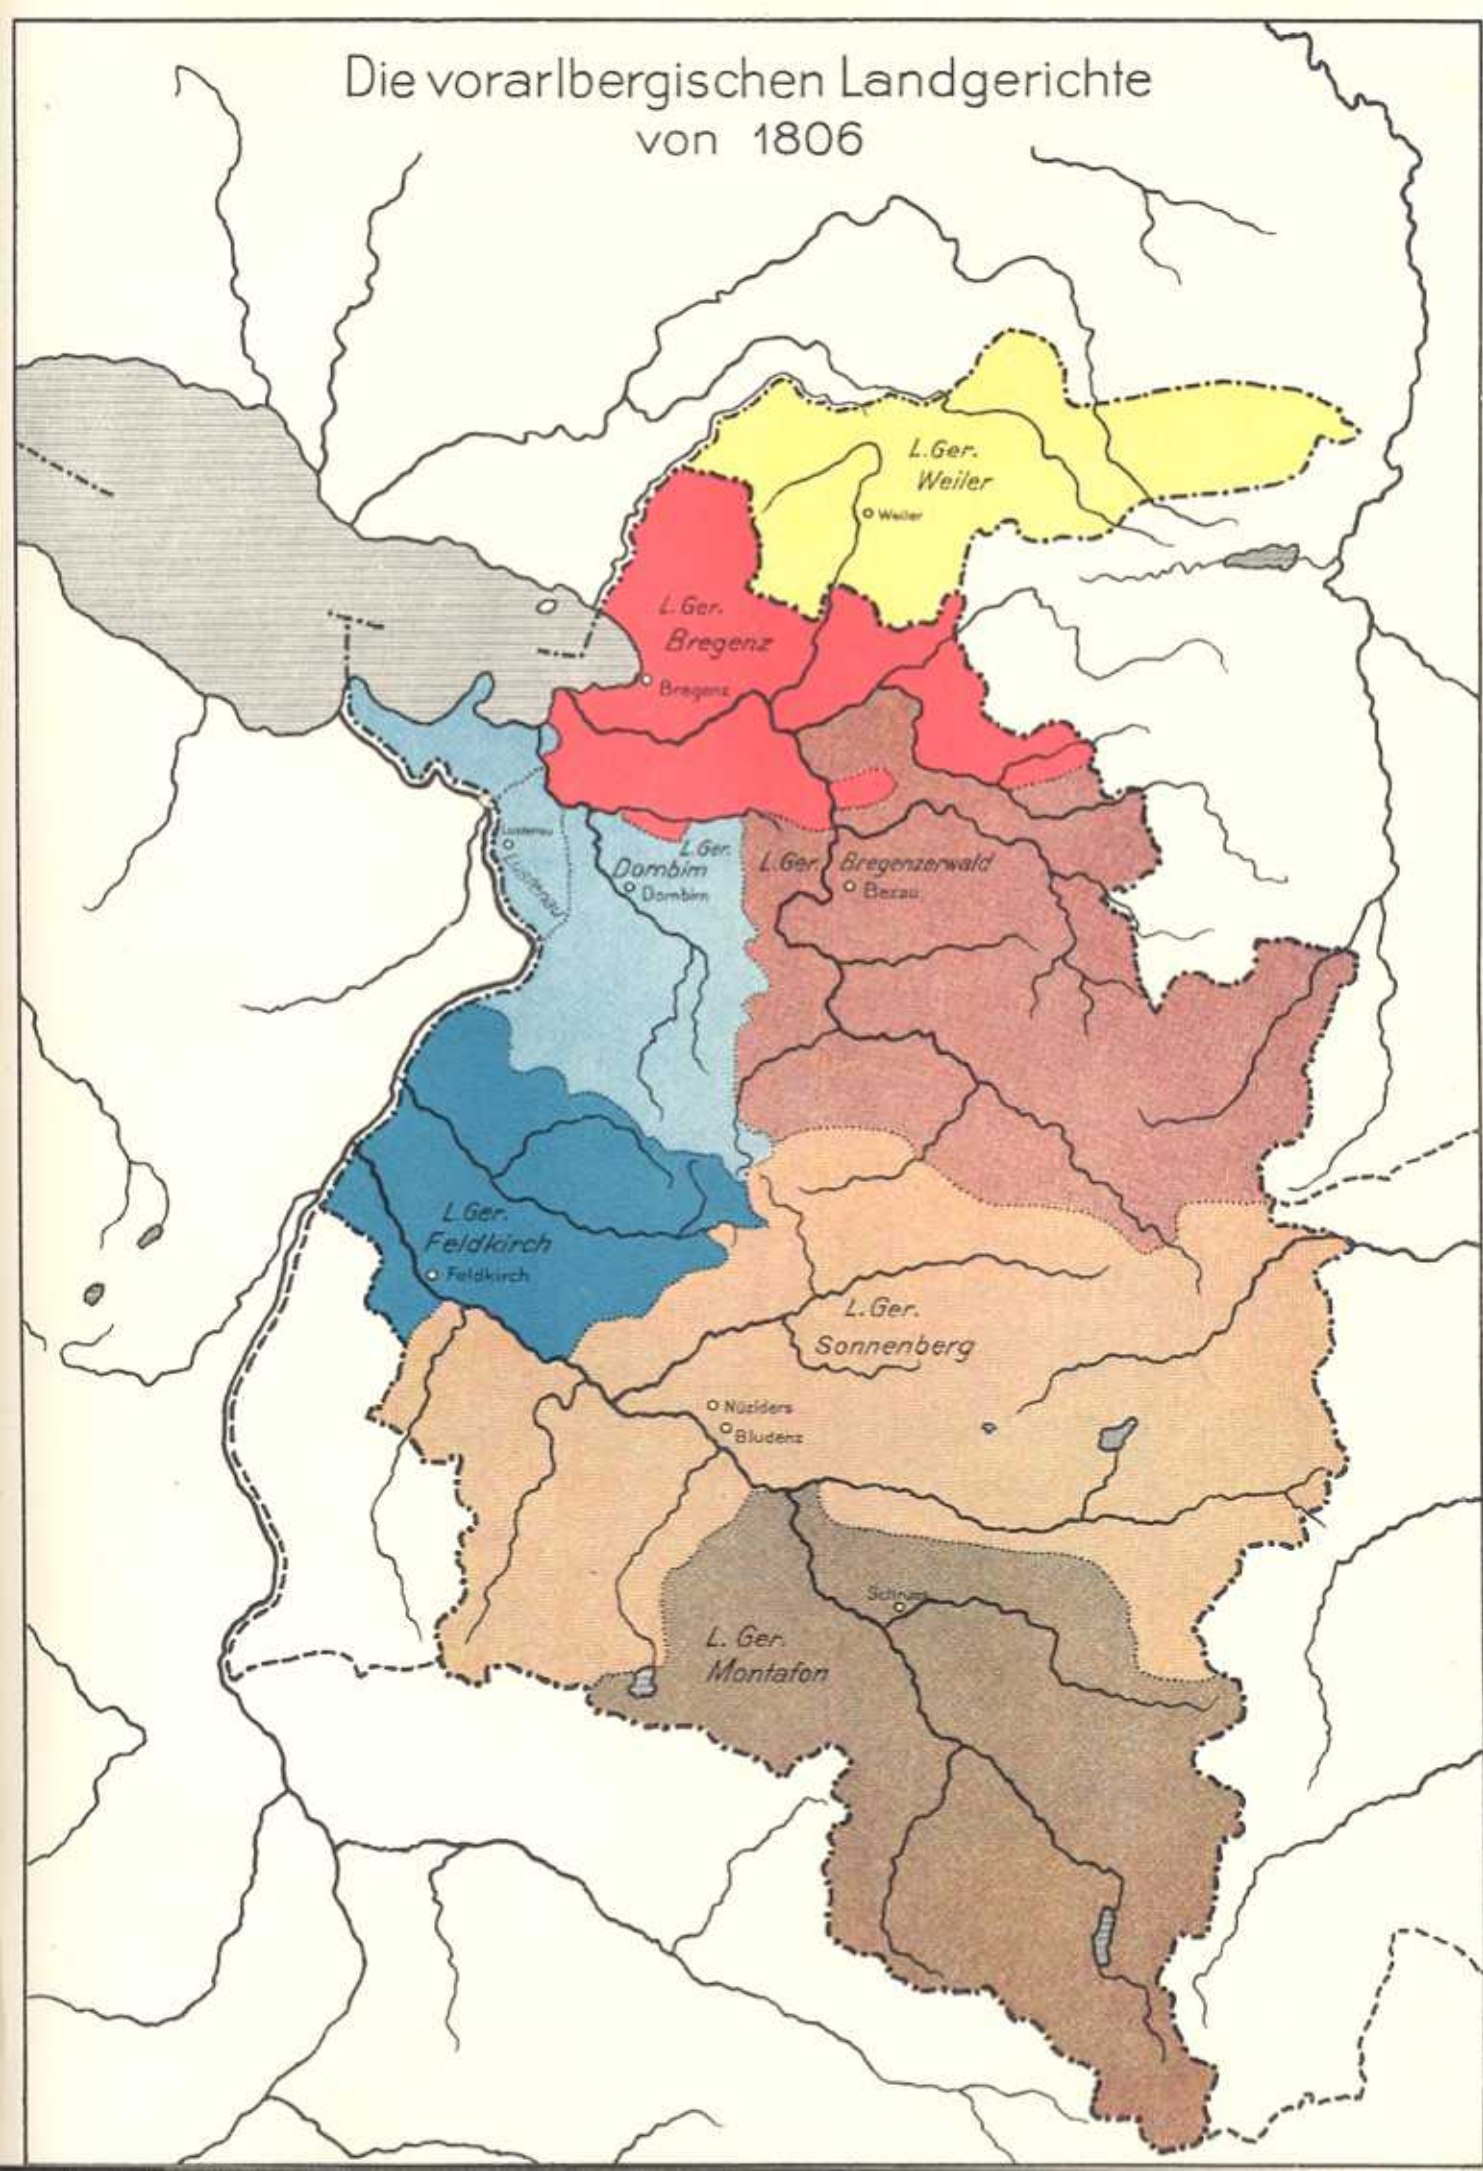 Die vorarlbergischen Landgerichte
von 1806
L.Ger.
Weiler
Weiler
L.Ger.
Bregenz
Bregenz
Lustenau
Lustenau
L.Ger.
Dornbirn
Dornbirn
L.Ger. Bregenzerwald
Bezau
L.Ger.
Feldkirch
Feldkirch
L.Ger.
Sonnenberg
Nüziders
Bludenz
Schruns
L. Ger.
Montafon